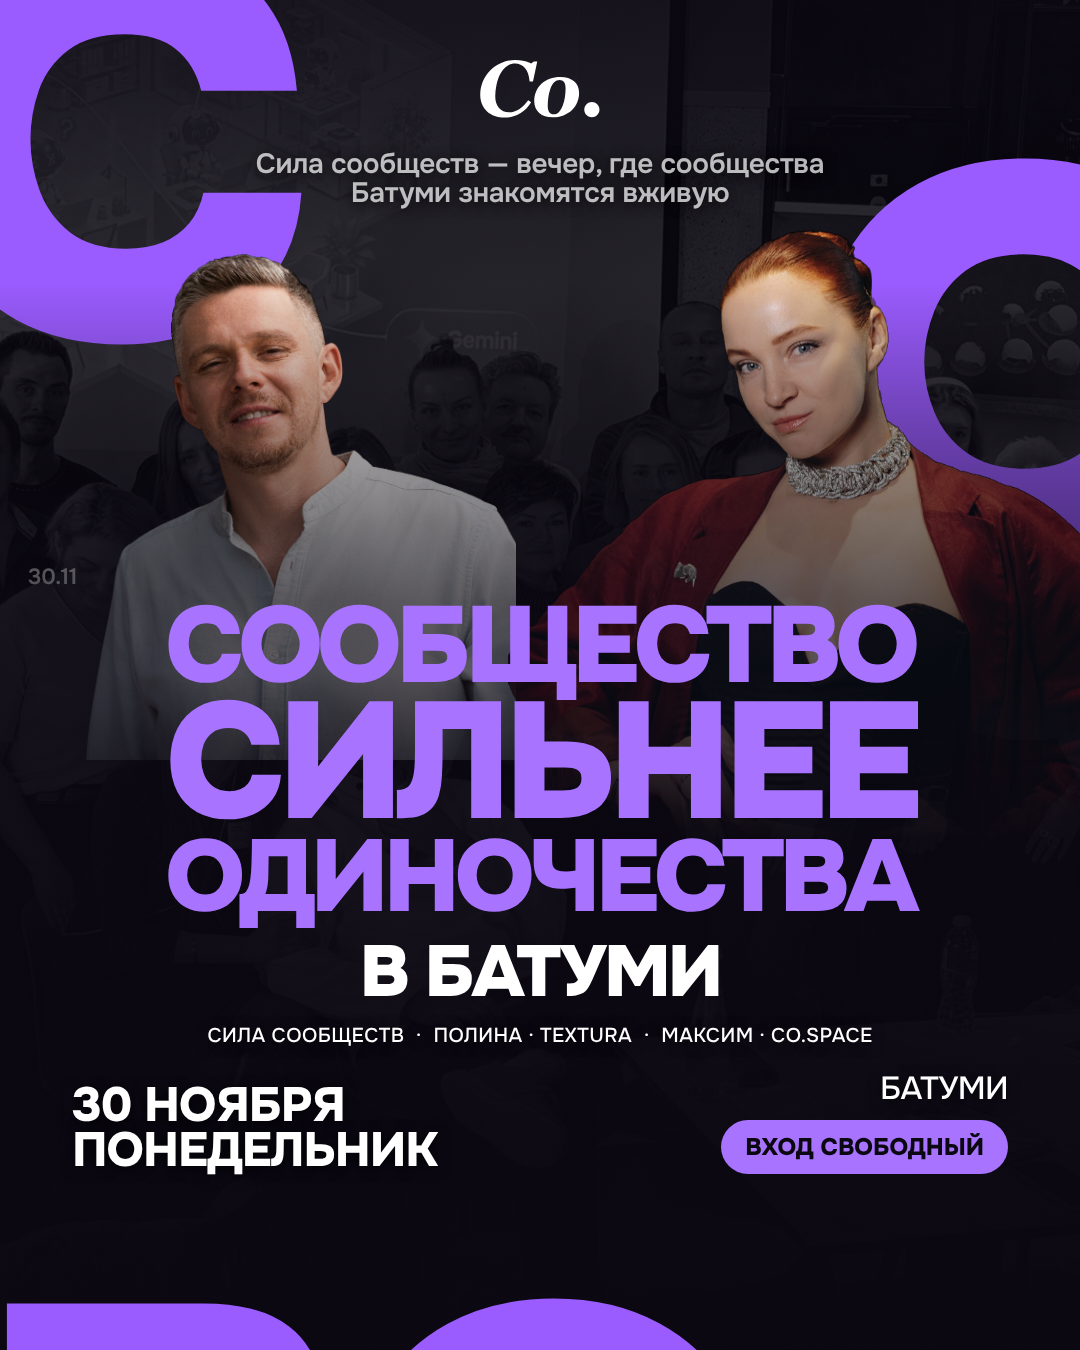 Co.
Сила сообществ — вечер, где сообщества
Батуми знакомятся вживую
Gemini
30.11
СООБЩЕСТВО
СИЛЬНЕЕ
ОДИНОЧЕСТВА
В БАТУМИ
СИЛА СООБЩЕСТВ · ПОЛИНА · TEXTURA · МАКСИМ · CO.SPACE
30 НОЯБРЯ
ПОНЕДЕЛЬНИК
БАТУМИ
ВХОД СВОБОДНЫЙ